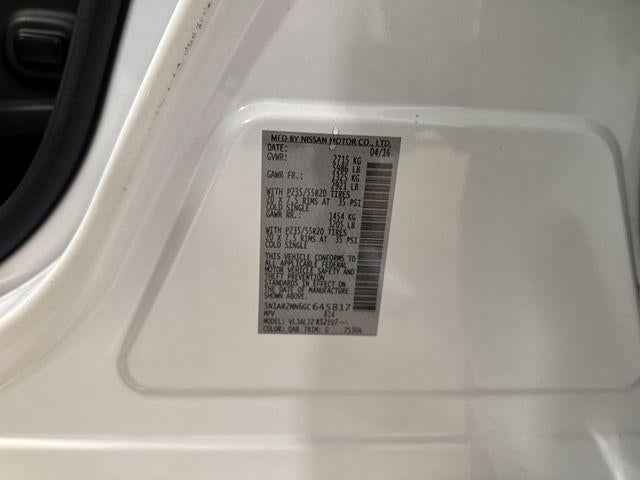 MFD BY NISSAN MOTOR CO., LTD.
DATE: 04/16
GVWR: 2715 KG
5986 LB
GAWR FR.: 1325 KG
2921 LB
WITH P235/55R20 TIRES
20 X 7.5 RIMS AT 35 PSI
COLD SINGLE
GAWR RR.: 1454 KG
3205 LB
WITH P235/55R20 TIRES
20 X 7.5 RIMS AT 35 PSI
COLD SINGLE
THIS VEHICLE CONFORMS TO
ALL APPLICABLE FEDERAL
MOTOR VEHICLE SAFETY AND
THEFT PREVENTION
STANDARDS IN EFFECT ON
THE DATE OF MANUFACTURE
SHOWN ABOVE.
5N1AR2MN6GC645817
MPV 814
MODEL:
COLOR: QAB TRIM: G 2530A